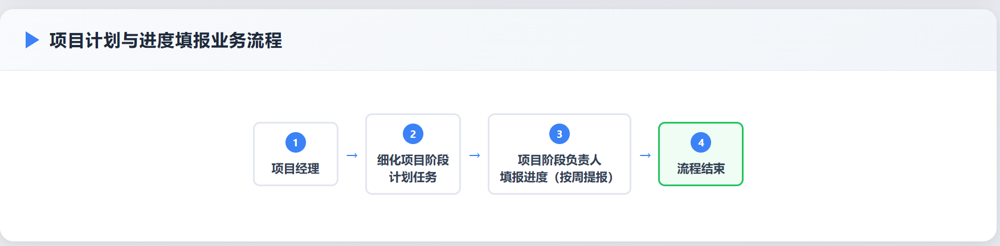 项目计划与进度填报业务流程
1
项目经理
→
2
细化项目阶段
计划任务
→
3
项目阶段负责人
填报进度（按周提报）
→
4
流程结束